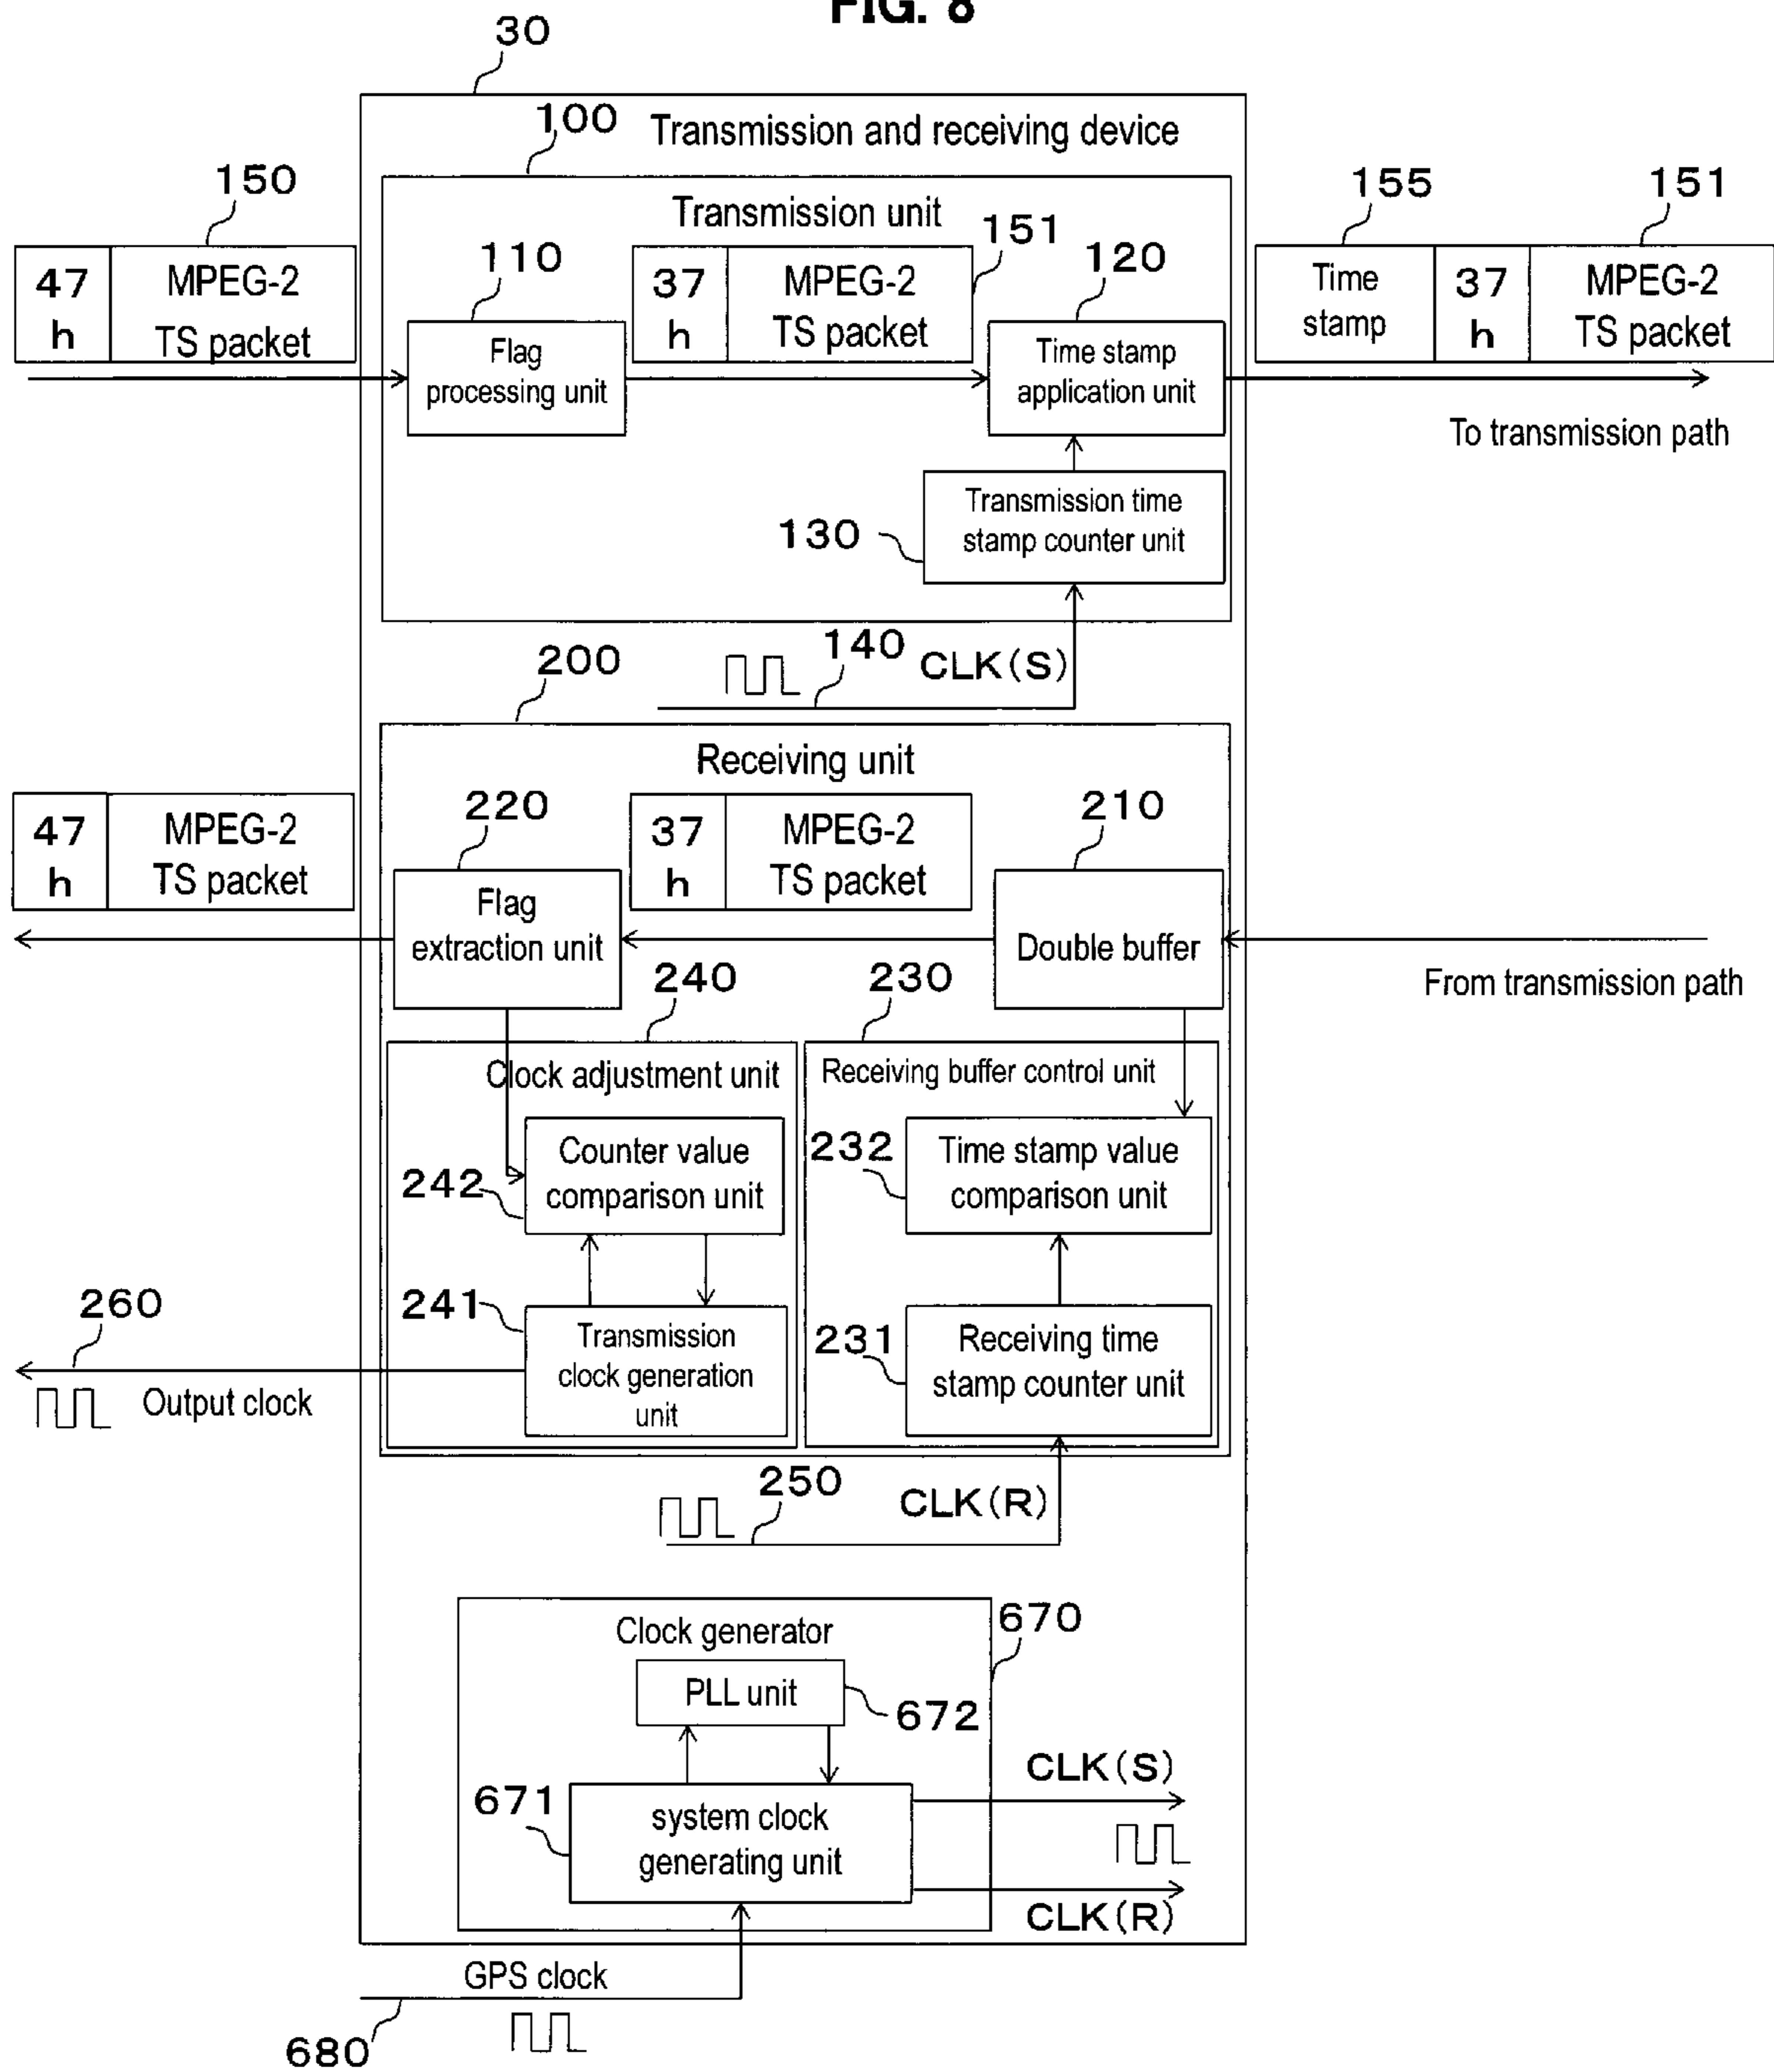 FIG. 8
30
100
Transmission and receiving device
150
155
151
Transmission unit
151
47
h
MPEG-2
TS packet
110
37
h
MPEG-2
TS packet
120
Time
stamp
37
h
MPEG-2
TS packet
Flag
processing unit
Time stamp
application unit
To transmission path
130
Transmission time
stamp counter unit
140
CLK(S)
200
Receiving unit
47
h
MPEG-2
TS packet
220
37
h
MPEG-2
TS packet
210
Flag
extraction unit
Double buffer
From transmission path
240
230
Clock adjustment unit
Receiving buffer control unit
242
Counter value
comparison unit
232
Time stamp value
comparison unit
260
241
Transmission
clock generation
unit
231
Receiving time
stamp counter unit
Output clock
250
CLK(R)
670
Clock generator
PLL unit
672
CLK(S)
671
system clock
generating unit
CLK(R)
GPS clock
680